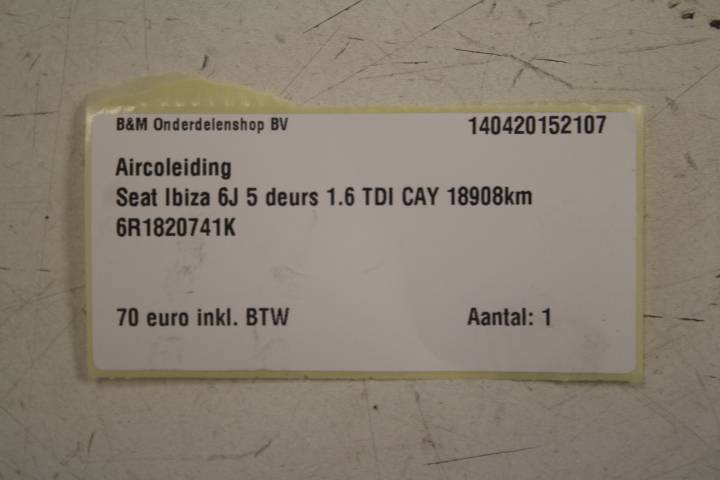 B&M Onderdelenshop BV 140420152107
Aircoleiding
Seat Ibiza 6J 5 deurs 1.6 TDI CAY 18908km
6R1820741K
70 euro inkl. BTW Aantal: 1